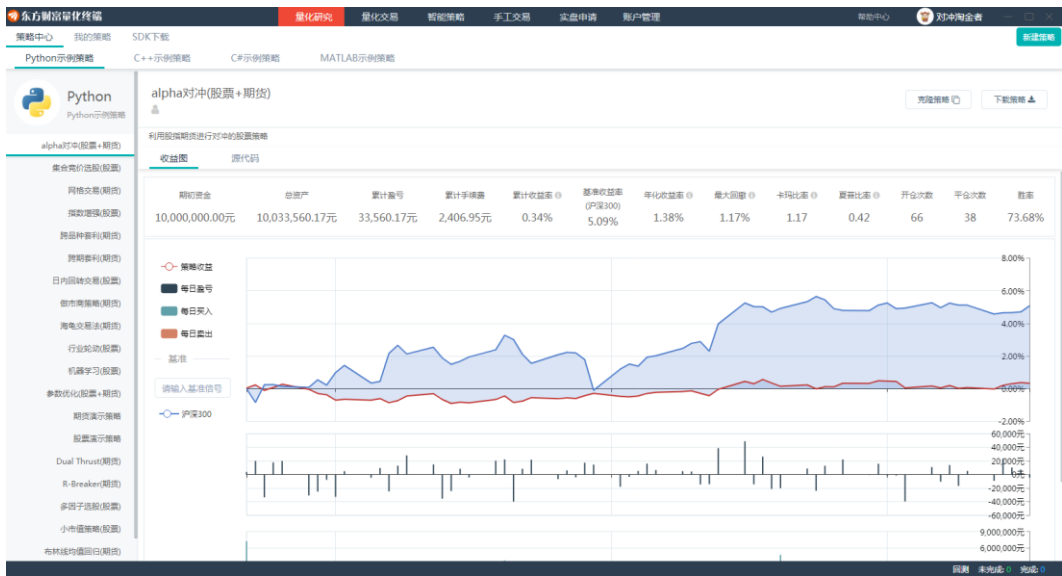 东方财富量化终端 量化研究 量化交易 智能策略 手工交易 实盘申请 账户管理 帮助中心 对冲淘金者
策略中心 我的策略 SDK下载 新建策略
Python示例策略 C++示例策略 C#示例策略 MATLAB示例策略
Python
Python示例策略
alpha对冲(股票+期货)
集合竞价选股(股票)
网格交易(期货)
指数增强(股票)
跨品种套利(期货)
跨期套利(期货)
日内回转交易(股票)
做市商策略(期货)
海龟交易法(期货)
行业轮动(股票)
机器学习(股票)
参数优化(股票+期货)
期货演示策略
股票演示策略
Dual Thrust(期货)
R-Breaker(期货)
多因子选股(股票)
小市值策略(股票)
布林线均值回归(期货)
alpha对冲(股票+期货)
克隆策略 下载策略
利用股指期货进行对冲的股票策略
收益图 源代码
期初资金 总资产 累计盈亏 累计手续费 累计收益率 基准收益率(沪深300) 年化收益率 最大回撤 卡玛比率 夏普比率 开仓次数 平仓次数 胜率
10,000,000.00元 10,033,560.17元 33,560.17元 2,406.95元 0.34% 5.09% 1.38% 1.17% 1.17 0.42 66 38 73.68%
策略收益
每日盈亏
每日买入
每日卖出
基准
请输入基准信号
沪深300
8.00%
6.00%
4.00%
2.00%
0.00%
-2.00%
60,000元
40,000元
20,000元
0元
-20,000元
-40,000元
-60,000元
9,000,000元
6,000,000元
回测 未完成: 0 完成: 0